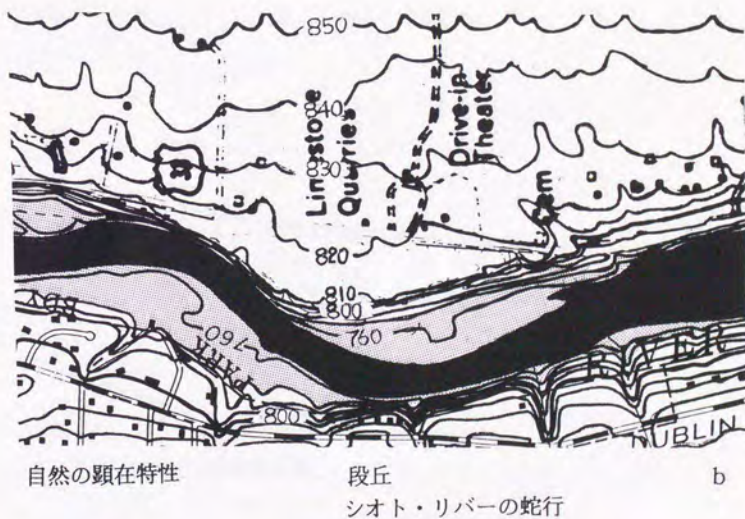 850
840
830
Limestone
Quarries
Drive-in
Theater
820
810
800
760
760
PARK
800
RIVER
DUBLIN
自然の顕在特性
段丘
b
シオト・リバーの蛇行